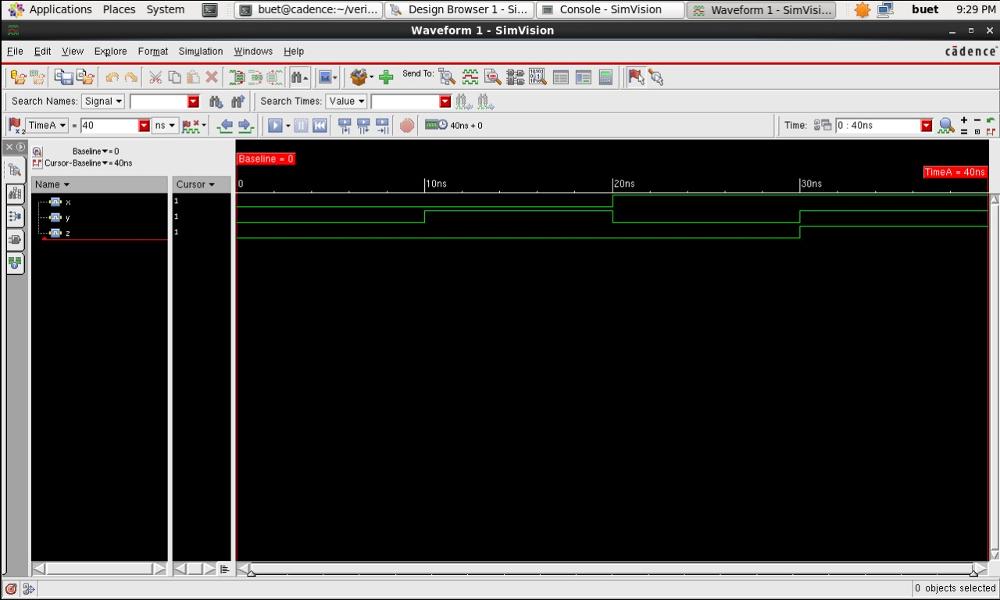 Applications Places System buet@cadence:~/veri... Design Browser 1 - Si... Console - SimVision Waveform 1 - SimVisi... buet 9:29 PM
Waveform 1 - SimVision
File Edit View Explore Format Simulation Windows Help cādence
Send To:
Search Names: Signal Search Times: Value
x2 TimeA = 40 ns 40ns + 0 Time: 0 : 40ns
Baseline = 0
Cursor-Baseline = 40ns
Baseline = 0
TimeA = 40ns
Name Cursor 0 10ns 20ns 30ns
x 1
y 1
z 1
0 objects selected